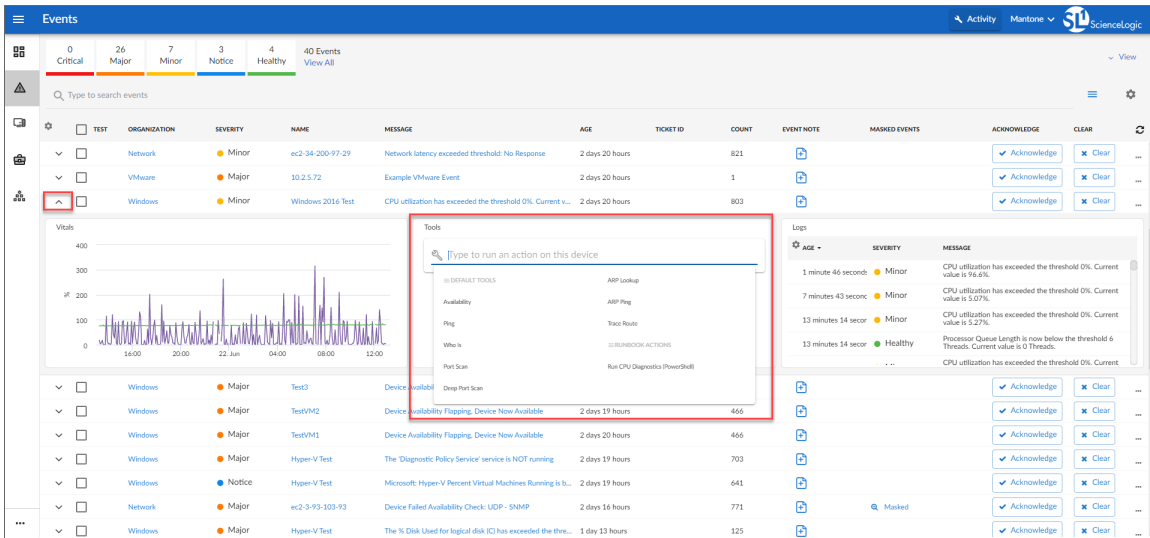 Events
Activity
Mantone
SL1 ScienceLogic
0 26 7 3 4 40 Events
Critical Major Minor Notice Healthy View All
View
Type to search events
TEST ORGANIZATION SEVERITY NAME MESSAGE AGE TICKET ID COUNT EVENT NOTE MASKED EVENTS ACKNOWLEDGE CLEAR
Network Minor ec2-34-200-97-29 Network latency exceeded threshold: No Response 2 days 20 hours 821 Acknowledge Clear ...
VMware Major 10.2.5.72 Example VMware Event 2 days 20 hours 1 Acknowledge Clear ...
Windows Minor Windows 2016 Test CPU utilization has exceeded the threshold 0%. Current v... 2 days 20 hours 803 Acknowledge Clear ...
Vitals
400
300
% 200
100
0
16:00 20:00 22. Jun 04:00 08:00 12:00
Tools
Type to run an action on this device
DEFAULT TOOLS
Availability
Ping
Who Is
Port Scan
Deep Port Scan
ARP Lookup
ARP Ping
Trace Route
RUNBOOK ACTIONS
Run CPU Diagnostics (PowerShell)
Logs
AGE SEVERITY MESSAGE
1 minute 46 seconds Minor CPU utilization has exceeded the threshold 0%. Current
value is 96.6%.
7 minutes 43 second Minor CPU utilization has exceeded the threshold 0%. Current
value is 5.07%.
13 minutes 14 secor Minor CPU utilization has exceeded the threshold 0%. Current
value is 5.27%.
13 minutes 14 secor Healthy Processor Queue Length is now below the threshold 6
Threads. Current value is 0 Threads.
CPU utilization has exceeded the threshold 0%. Current
Windows Major Test3 Device Availabil Acknowledge Clear ...
Windows Major TestVM2 Device Availability Flapping, Device Now Available 2 days 19 hours 466 Acknowledge Clear ...
Windows Major TestVM1 Device Availability Flapping, Device Now Available 2 days 20 hours 466 Acknowledge Clear ...
Windows Major Hyper-V Test The 'Diagnostic Policy Service' service is NOT running 2 days 19 hours 703 Acknowledge Clear ...
Windows Notice Hyper-V Test Microsoft: Hyper-V Percent Virtual Machines Running is b... 2 days 19 hours 641 Acknowledge Clear ...
Network Major ec2-3-93-103-93 Device Failed Availability Check: UDP - SNMP 2 days 16 hours 771 Masked Acknowledge Clear ...
Windows Major Hyper-V Test The % Disk Used for logical disk (C) has exceeded the thre... 1 day 13 hours 125 Acknowledge Clear ...